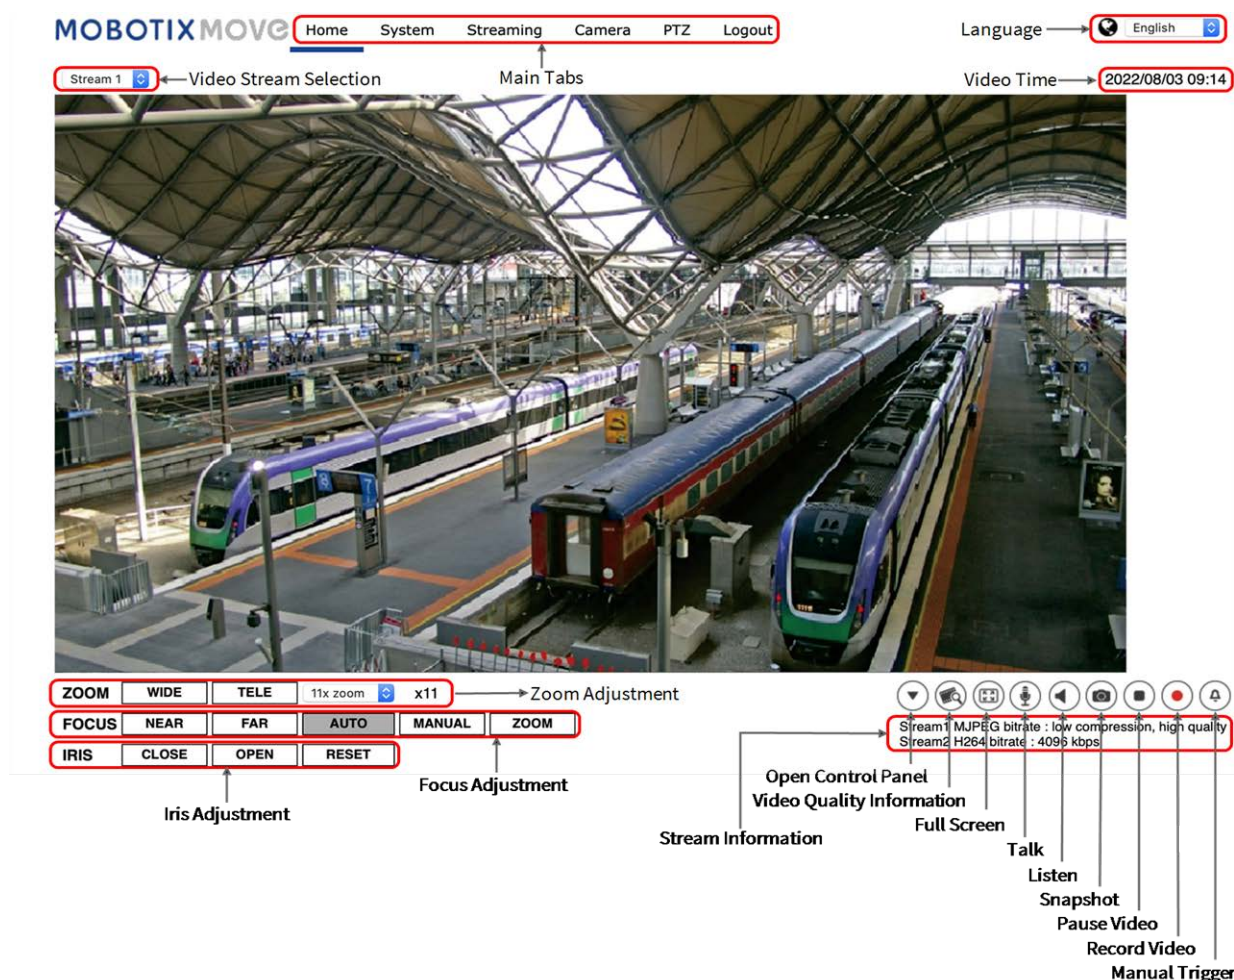 MOBOTIX MOVE
Home System Streaming Camera PTZ Logout
Language
English
Stream 1
Video Stream Selection
Main Tabs
Video Time
2022/08/03 09:14
ZOOM WIDE TELE 11x zoom x11
Zoom Adjustment
FOCUS NEAR FAR AUTO MANUAL ZOOM
Stream1 MJPEG bitrate : low compression, high quality
Stream2 H264 bitrate : 4096 kbps
IRIS CLOSE OPEN RESET
Focus Adjustment
Iris Adjustment
Open Control Panel
Video Quality Information
Full Screen
Stream Information
Talk
Listen
Snapshot
Pause Video
Record Video
Manual Trigger